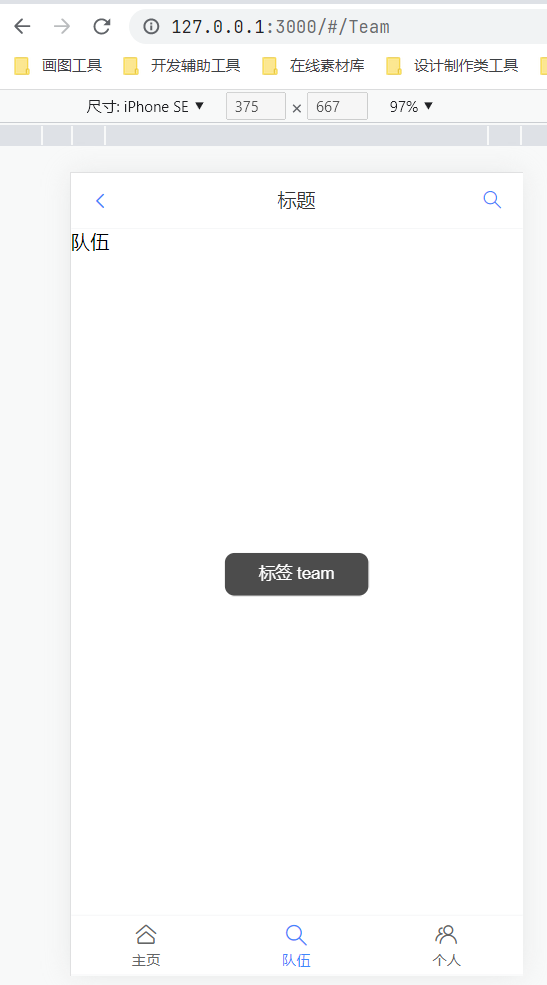 127.0.0.1:3000/#/Team
画图工具 开发辅助工具 在线素材库 设计制作类工具
尺寸: iPhone SE ▼ 375 × 667 97% ▼
标题
队伍
标签 team
主页 队伍 个人